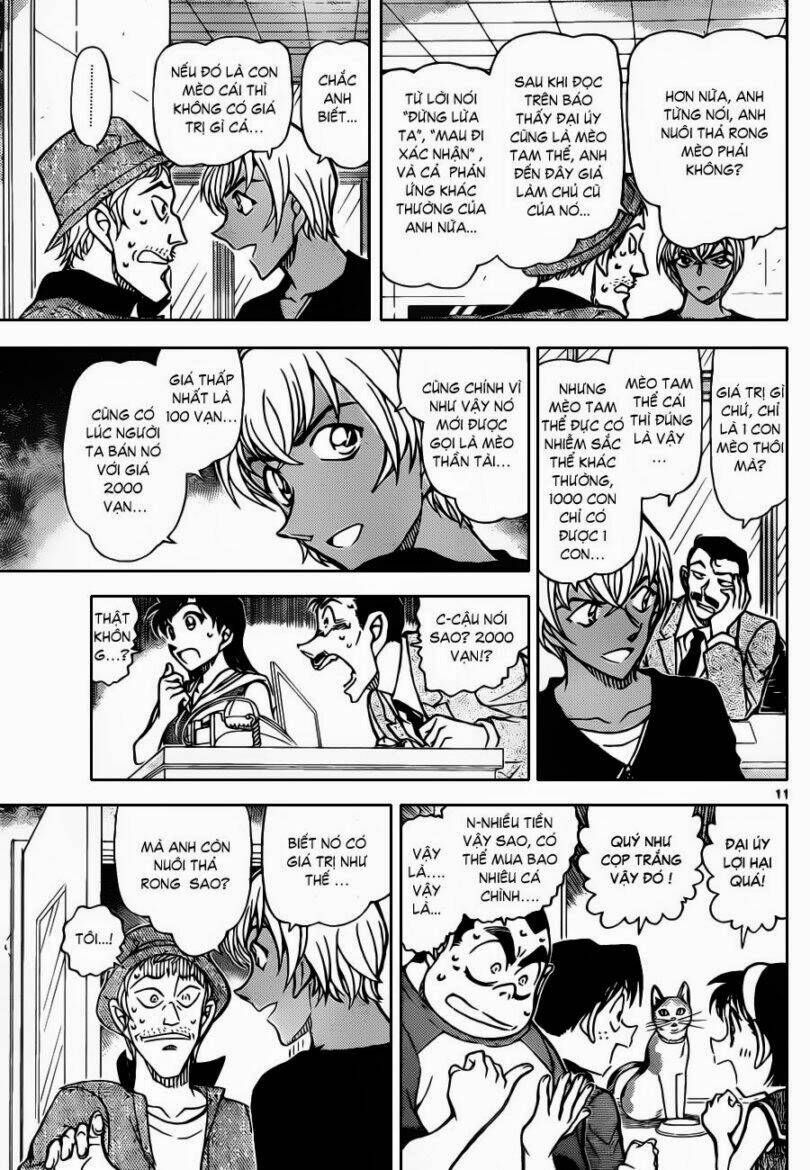 HƠN NỮA, ANH
TỪNG NÓI, ANH
NUÔI THẢ RONG
MÈO PHẢI
KHÔNG?
SAU KHI ĐỌC
TRÊN BÁO
THẤY ĐẠI ÚY
CŨNG LÀ MÈO
TAM THỂ, ANH
ĐẾN ĐÂY GIẢ
LÀM CHỦ CŨ
CỦA NÓ...
TỪ LỜI NÓI
"ĐỪNG LỪA
TA", "MAU ĐI
XÁC NHẬN",
VÀ CẢ PHẢN
ỨNG KHÁC
THƯỜNG CỦA
ANH NỮA...
CHẮC
ANH
BIẾT...
NẾU ĐÓ LÀ CON
MÈO CÁI THÌ
KHÔNG CÓ GIÁ
TRỊ GÌ CẢ...
........
GIÁ TRỊ GÌ
CHỨ, CHỈ
LÀ 1 CON
MÈO THÔI
MÀ?
MÈO TAM
THỂ CÁI
THÌ ĐÚNG
LÀ VẬY
...
NHƯNG
MÈO TAM
THỂ ĐỰC CÓ
NHIỄM SẮC
THỂ KHÁC
THƯỜNG,
1000 CON
CHỈ CÓ
ĐƯỢC 1
CON...
CŨNG CHÍNH VÌ
NHƯ VẬY NÓ
MỚI ĐƯỢC
GỌI LÀ MÈO
THẦN TÀI...
GIÁ THẤP
NHẤT LÀ
100 VẠN...
CŨNG CÓ
LÚC NGƯỜI
TA BÁN NÓ
VỚI GIÁ
2000
VẠN...
C-CẬU NÓI
SAO? 2000
VẠN!?
THẬT
KHÔN
G...?
11
ĐẠI ÚY
LỢI HẠI
QUÁ!
QUÝ NHƯ
CỌP TRẮNG
VẬY ĐÓ!
N-NHIỀU TIỀN
VẬY SAO, CÓ
THỂ MUA BAO
NHIÊU CÁ
CHÌNH....
VẬY
LÀ....
VẬY
LÀ...
BIẾT NÓ CÓ
GIÁ TRỊ NHƯ
THẾ ...
MÀ ANH CÒN
NUÔI THẢ
RONG SAO?
TÔI...!